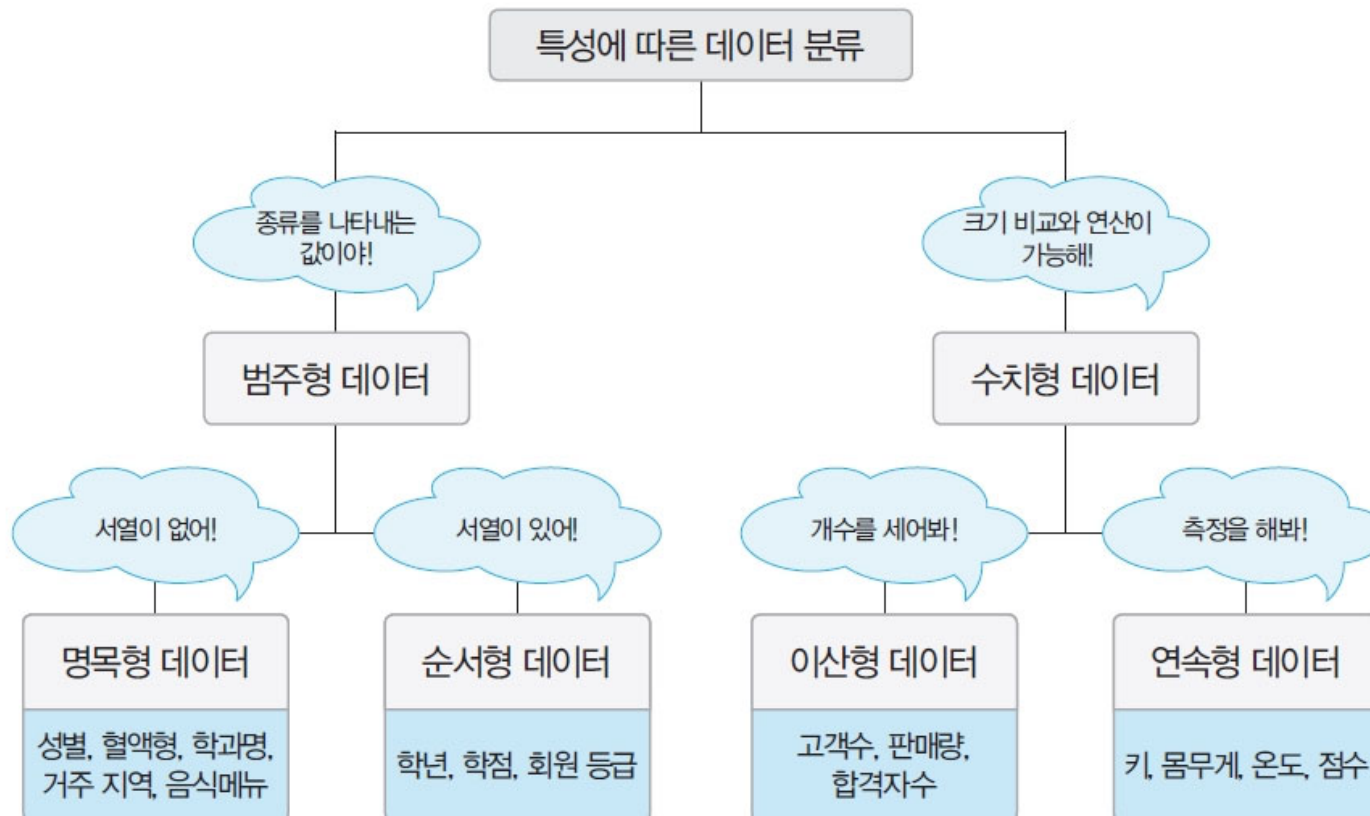 특성에 따른 데이터 분류
종류를 나타내는
값이야!
크기 비교와 연산이
가능해!
범주형 데이터
수치형 데이터
서열이 없어!
서열이 있어!
개수를 세어봐!
측정을 해봐!
명목형 데이터
순서형 데이터
이산형 데이터
연속형 데이터
성별, 혈액형, 학과명,
거주 지역, 음식메뉴
학년, 학점, 회원 등급
고객수, 판매량,
합격자수
키, 몸무게, 온도, 점수